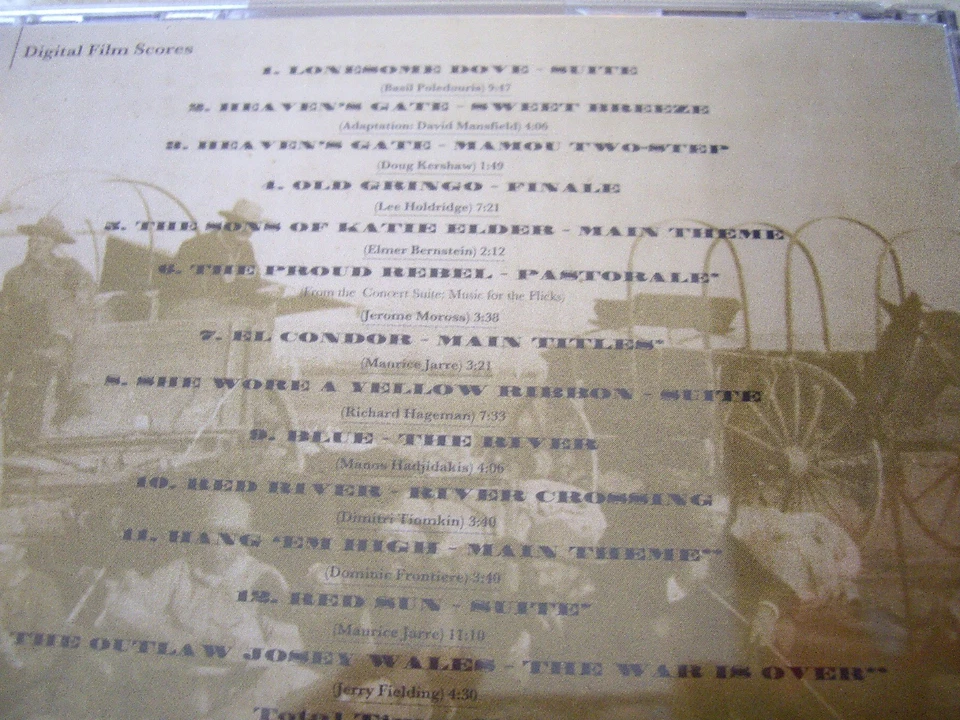 Digital Film Scores
1. LONESOME DOVE - SUITE
(Basil Poledouris) 9:47
2. HEAVEN'S GATE - SWEET BREEZE
(Adaptation: David Mansfield) 4:06
3. HEAVEN'S GATE - MAMOU TWO-STEP
(Doug Kershaw) 1:49
4. OLD GRINGO - FINALE
(Lee Holdridge) 7:21
5. THE SONS OF KATIE ELDER - MAIN THEME
(Elmer Bernstein) 2:12
6. THE PROUD REBEL - PASTORALE*
(From the Concert Suite: Music for the Flicks)
(Jerome Moross) 3:38
7. EL CONDOR - MAIN TITLES*
(Maurice Jarre) 3:21
8. SHE WORE A YELLOW RIBBON - SUITE
(Richard Hageman) 7:33
9. BLUE - THE RIVER
(Manos Hadjidakis) 4:06
10. RED RIVER - RIVER CROSSING
(Dimitri Tiomkin) 3:40
11. HANG 'EM HIGH - MAIN THEME**
(Dominic Frontiere) 3:40
12. RED SUN - SUITE*
(Maurice Jarre) 11:10
THE OUTLAW JOSEY WALES - THE WAR IS OVER**
(Jerry Fielding) 4:30
Total